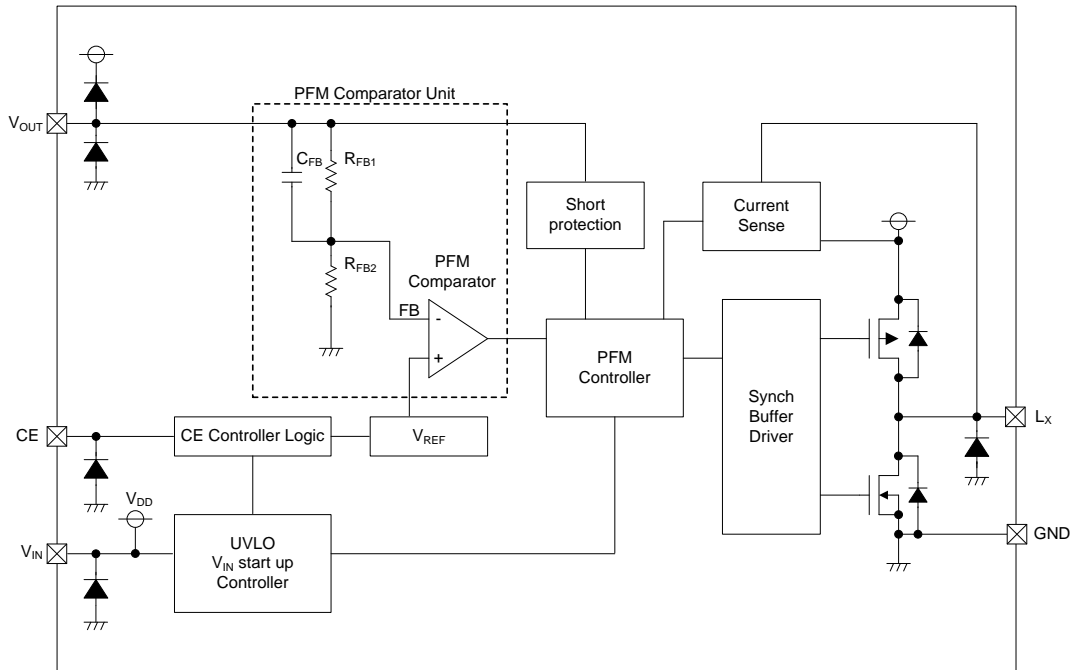 PFM Comparator Unit
VOUT
CFB
RFB1
Short
protection
Current
Sense
RFB2
PFM
Comparator
FB
-
+
PFM
Controller
Synch
Buffer
Driver
LX
CE
CE Controller Logic
VREF
VDD
VIN
UVLO
VIN start up
Controller
GND